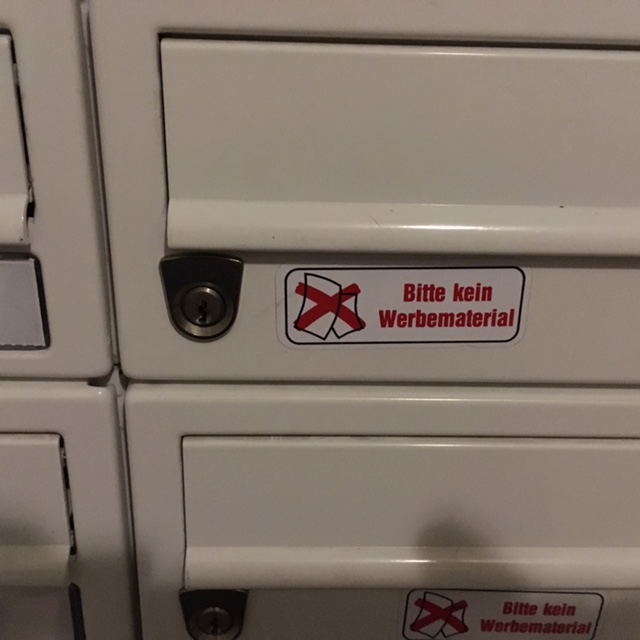 Bitte kein
Werbematerial
Bitte kein
Werbematerial